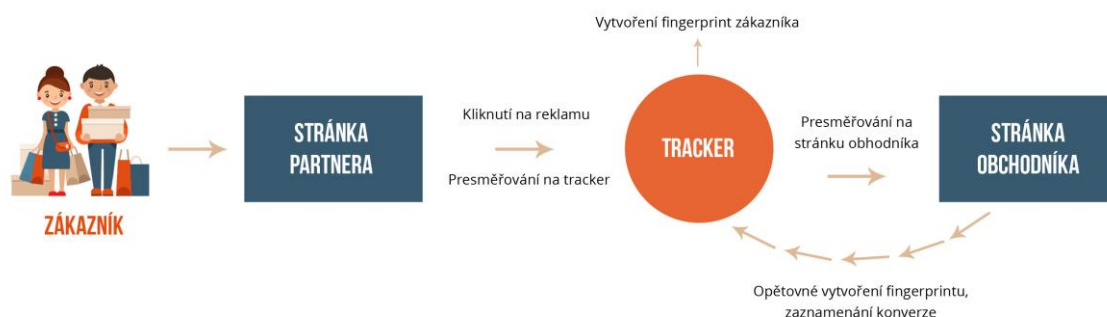 Vytvoření fingerprint zákazníka
ZÁKAZNÍK
STRÁNKA
PARTNERA
Kliknutí na reklamu
Presměřování na tracker
TRACKER
Presměřování na
stránku obhodníka
STRÁNKA
OBCHODNÍKA
Opětovné vytvoření fingerprintu,
zaznamenání konverze